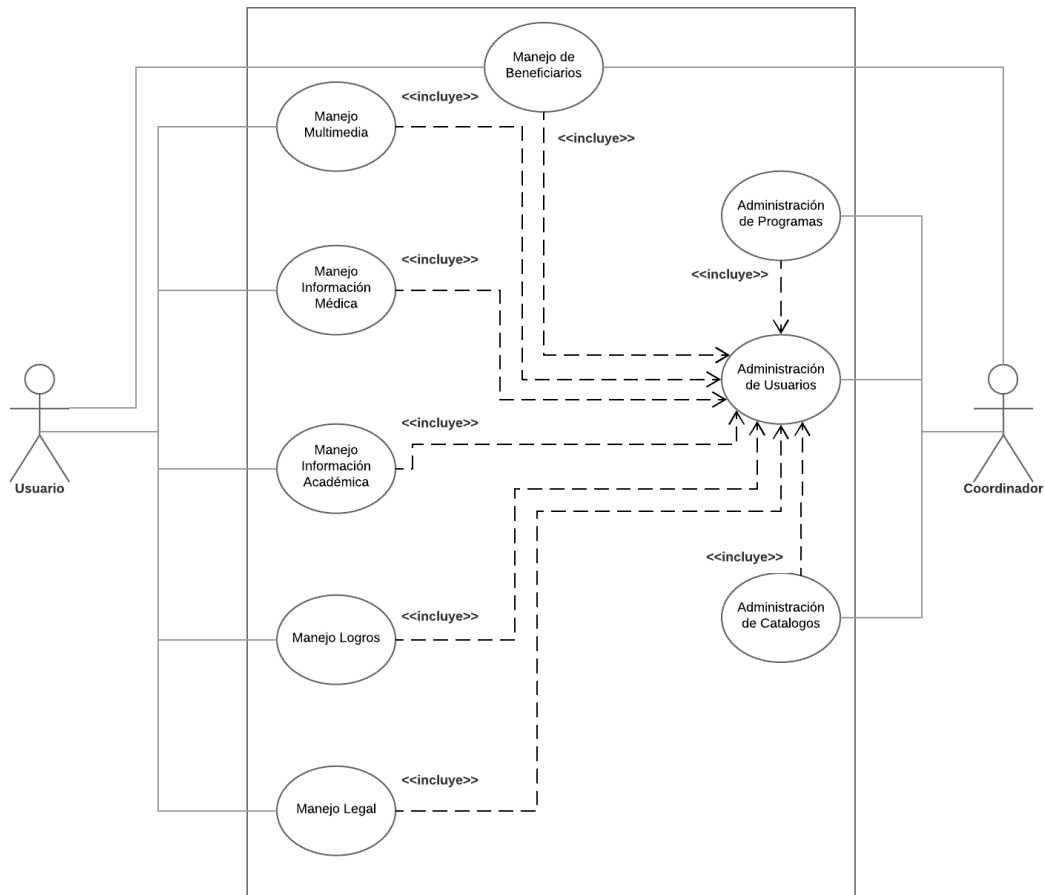 Manejo de
Beneficiarios
<<incluye>>
Manejo
Multimedia
<<incluye>>
Administración
de Programas
<<incluye>>
Manejo
Información
Médica
<<incluye>>
Administración
de Usuarios
<<incluye>>
Manejo
Información
Académica
Usuario
Coordinador
<<incluye>>
Administración
de Catalogos
<<incluye>>
Manejo Logros
<<incluye>>
Manejo Legal